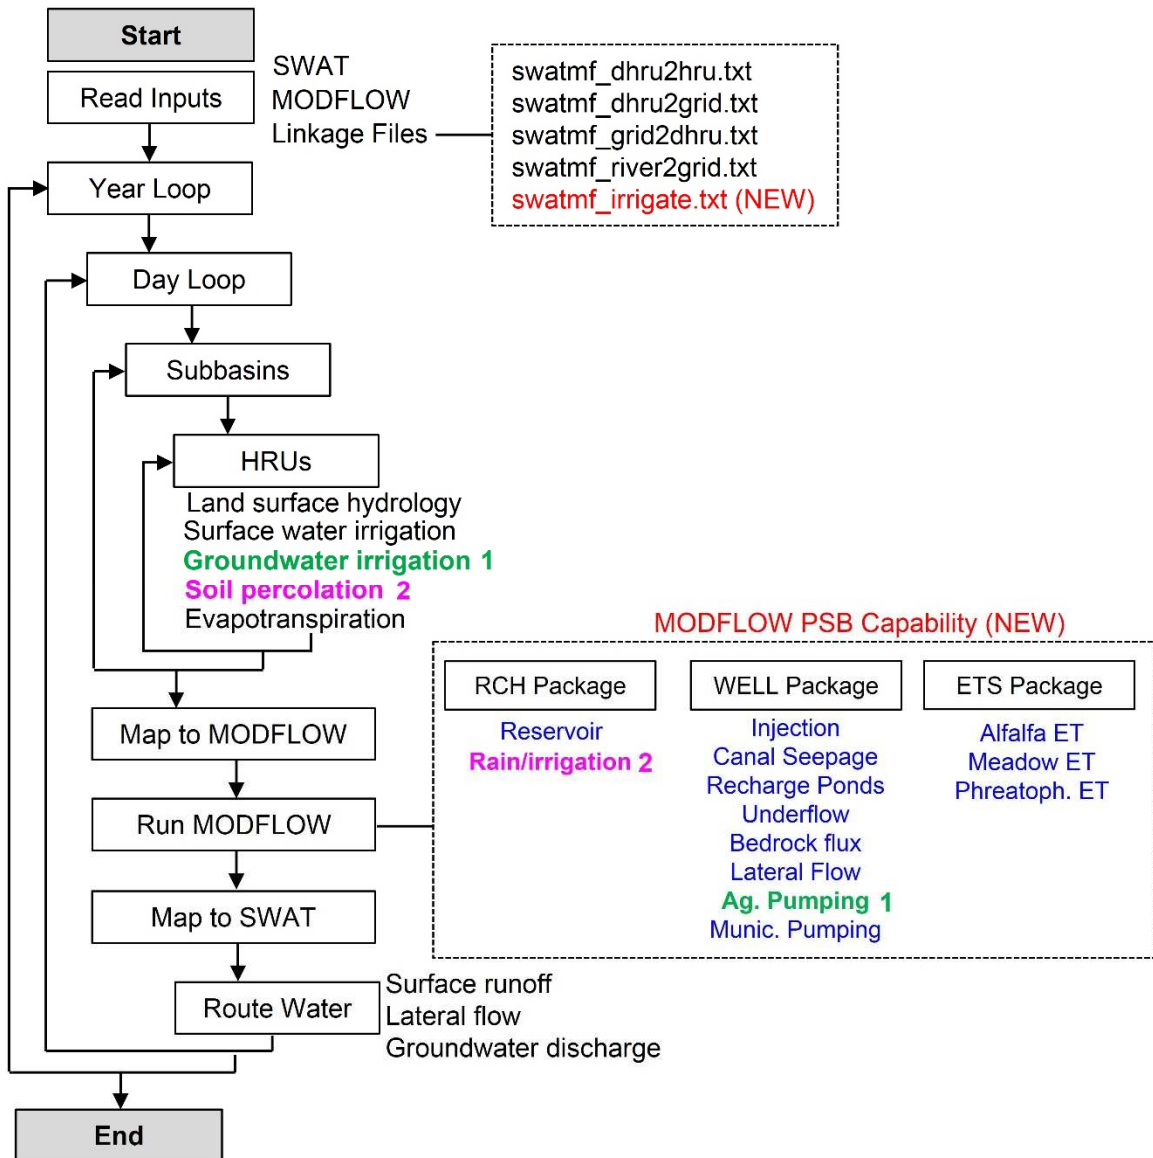 Start
Read Inputs
SWAT
MODFLOW
Linkage Files
swatmf_dhru2hru.txt
swatmf_dhru2grid.txt
swatmf_grid2dhru.txt
swatmf_river2grid.txt
swatmf_irrigate.txt (NEW)
Year Loop
Day Loop
Subbasins
HRUs
Land surface hydrology
Surface water irrigation
Groundwater irrigation 1
Soil percolation 2
Evapotranspiration
Map to MODFLOW
Run MODFLOW
MODFLOW PSB Capability (NEW)
RCH Package
Reservoir
Rain/irrigation 2
WELL Package
Injection
Canal Seepage
Recharge Ponds
Underflow
Bedrock flux
Lateral Flow
Ag. Pumping 1
Munic. Pumping
ETS Package
Alfalfa ET
Meadow ET
Phreatoph. ET
Map to SWAT
Route Water
Surface runoff
Lateral flow
Groundwater discharge
End